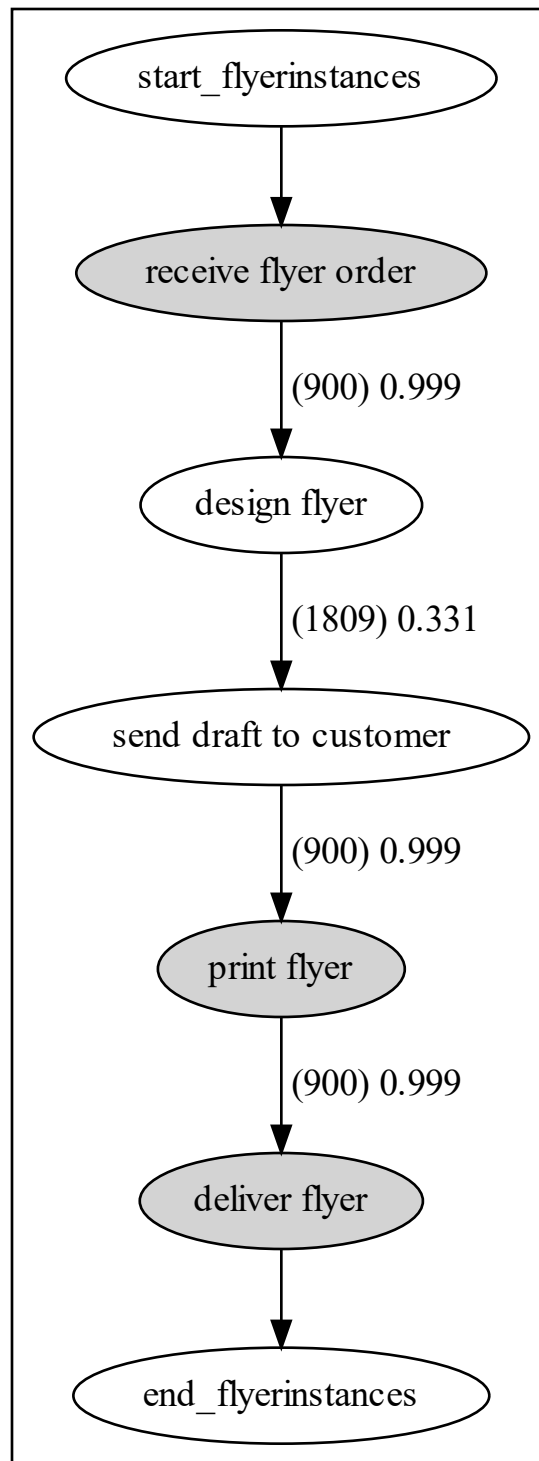 start_flyerinstances
receive flyer order
(900) 0.999
design flyer
(1809) 0.331
send draft to customer
(900) 0.999
print flyer
(900) 0.999
deliver flyer
end_flyerinstances